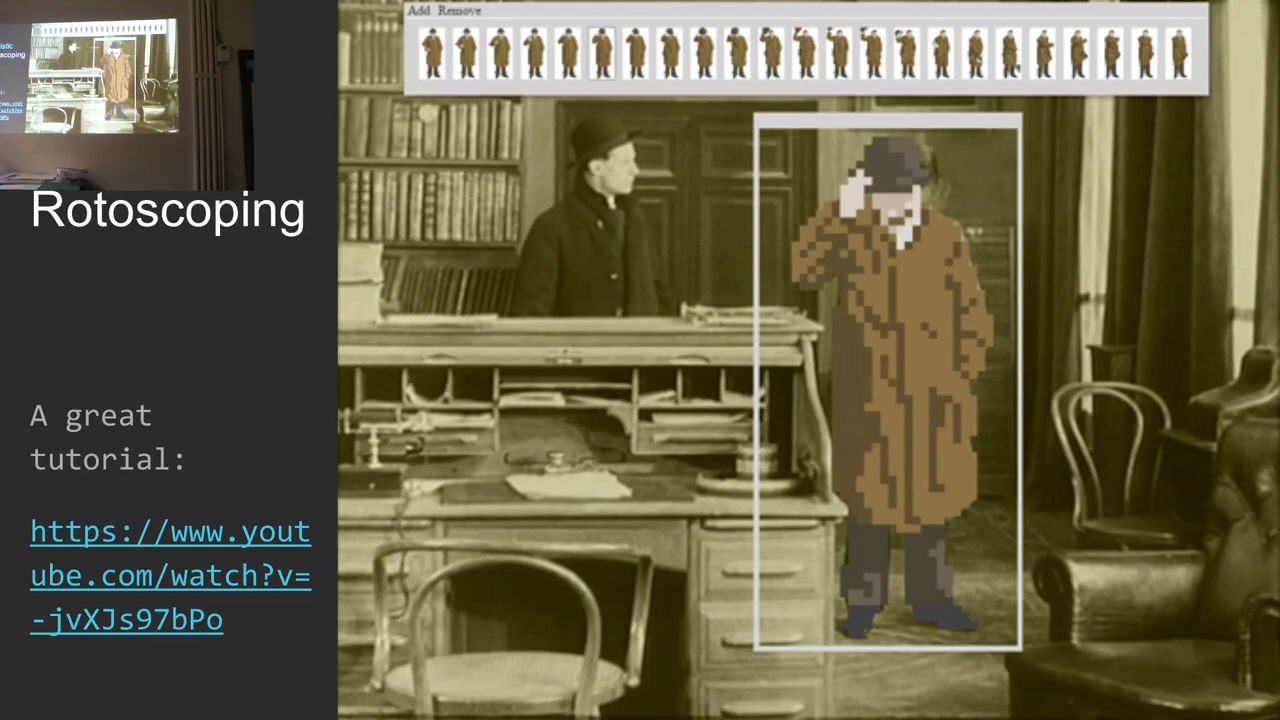 Add Remove
Rotoscoping
A great
tutorial:
https://www.yout
ube.com/watch?v=
-jvXJs97bPo